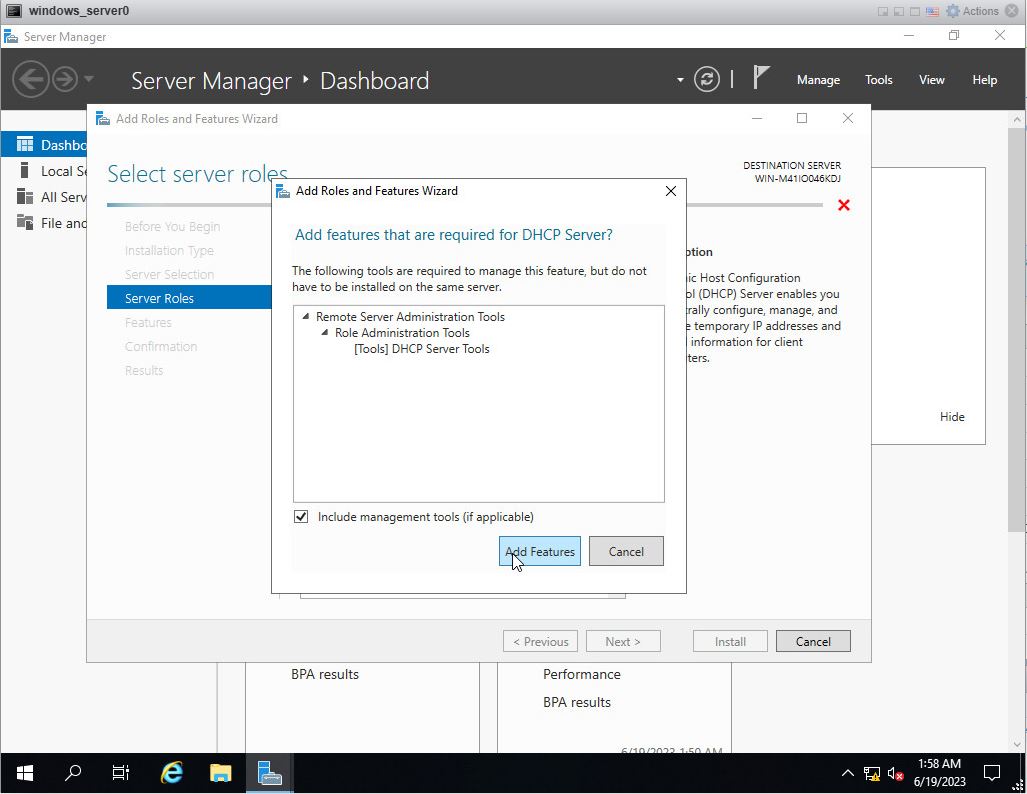 windows_server0
Actions
Server Manager
Server Manager ‣ Dashboard
Manage Tools View Help
Add Roles and Features Wizard
Dashbo
Local Se
All Serv
File and
Select server roles
DESTINATION SERVER
WIN-M41IO046KDJ
Before You Begin
Installation Type
Server Selection
Server Roles
Features
Confirmation
Results
Add Roles and Features Wizard
Add features that are required for DHCP Server?
The following tools are required to manage this feature, but do not
have to be installed on the same server.
Remote Server Administration Tools
Role Administration Tools
[Tools] DHCP Server Tools
Include management tools (if applicable)
Add Features
Cancel
ption
ic Host Configuration
ol (DHCP) Server enables you
rally configure, manage, and
e temporary IP addresses and
information for client
ters.
Hide
< Previous
Next >
Install
Cancel
BPA results
Performance
BPA results
6/19/2023 1:50 AM
1:58 AM
6/19/2023